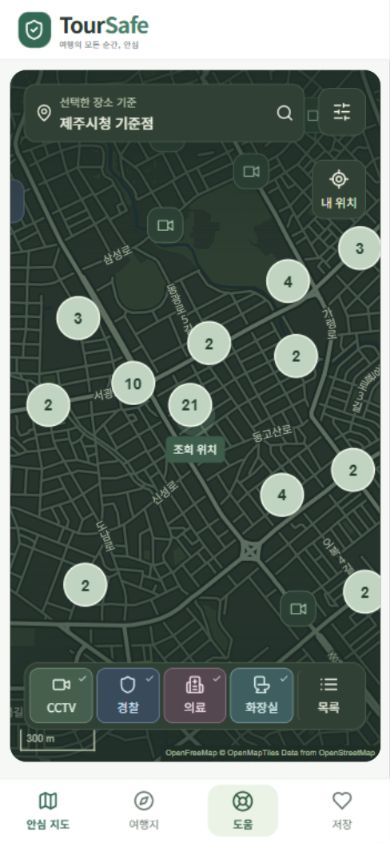 TourSafe
여행의 모든 순간, 안심
선택한 장소 기준
제주시청 기준점
내 위치
3
4
삼성로
3
2
2
10
2
서광
21
조회 위치
동고산로
2
신성로
4
2
2
CCTV
경찰
의료
화장실
목록
300 m
OpenFreeMap © OpenMapTiles Data from OpenStreetMap
안심 지도
여행지
도움
저장